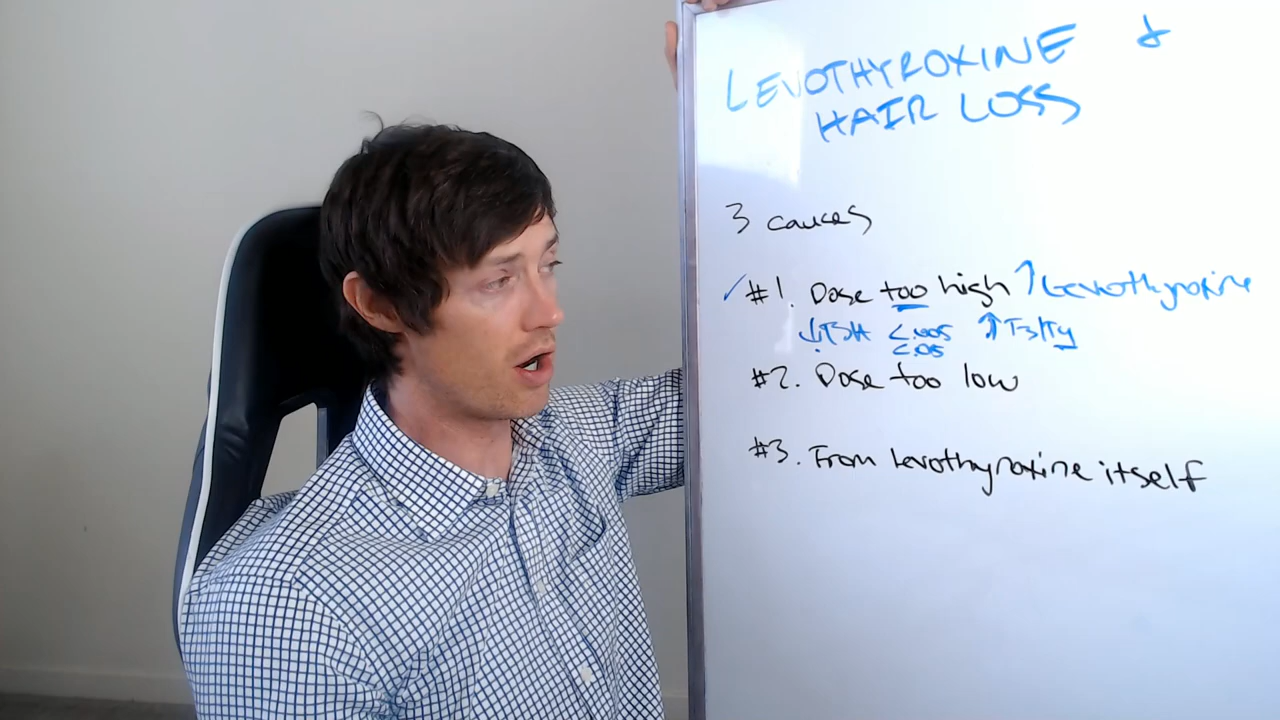 LEVOTHYROXINE &
HAIR LOSS
3 causes
✓ #1. Dose too high ↑ Levothyroxine
↓TSH <.005 ↑T3/T4
<.05
#2. Dose too low
#3. From levothyroxine itself